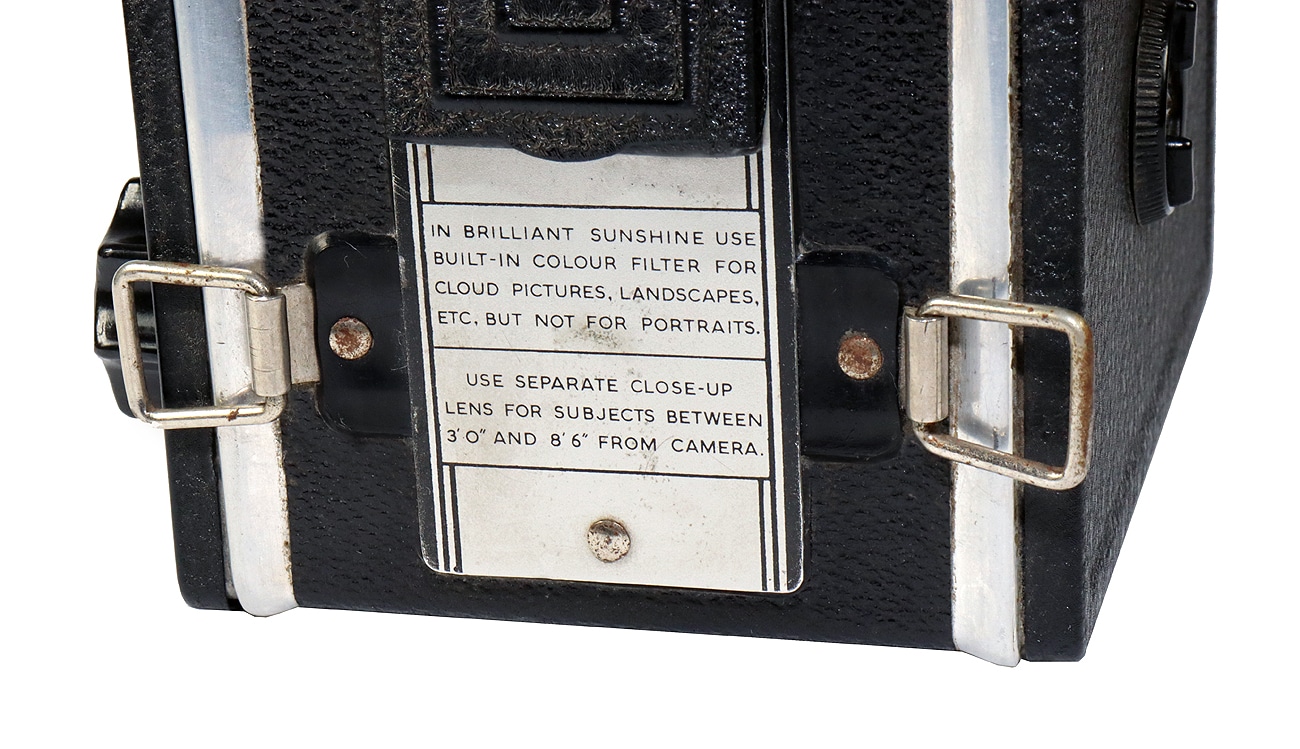 IN BRILLIANT SUNSHINE USE
BUILT-IN COLOUR FILTER FOR
CLOUD PICTURES, LANDSCAPES,
ETC, BUT NOT FOR PORTRAITS.
USE SEPARATE CLOSE-UP
LENS FOR SUBJECTS BETWEEN
3'0" AND 8'6" FROM CAMERA.